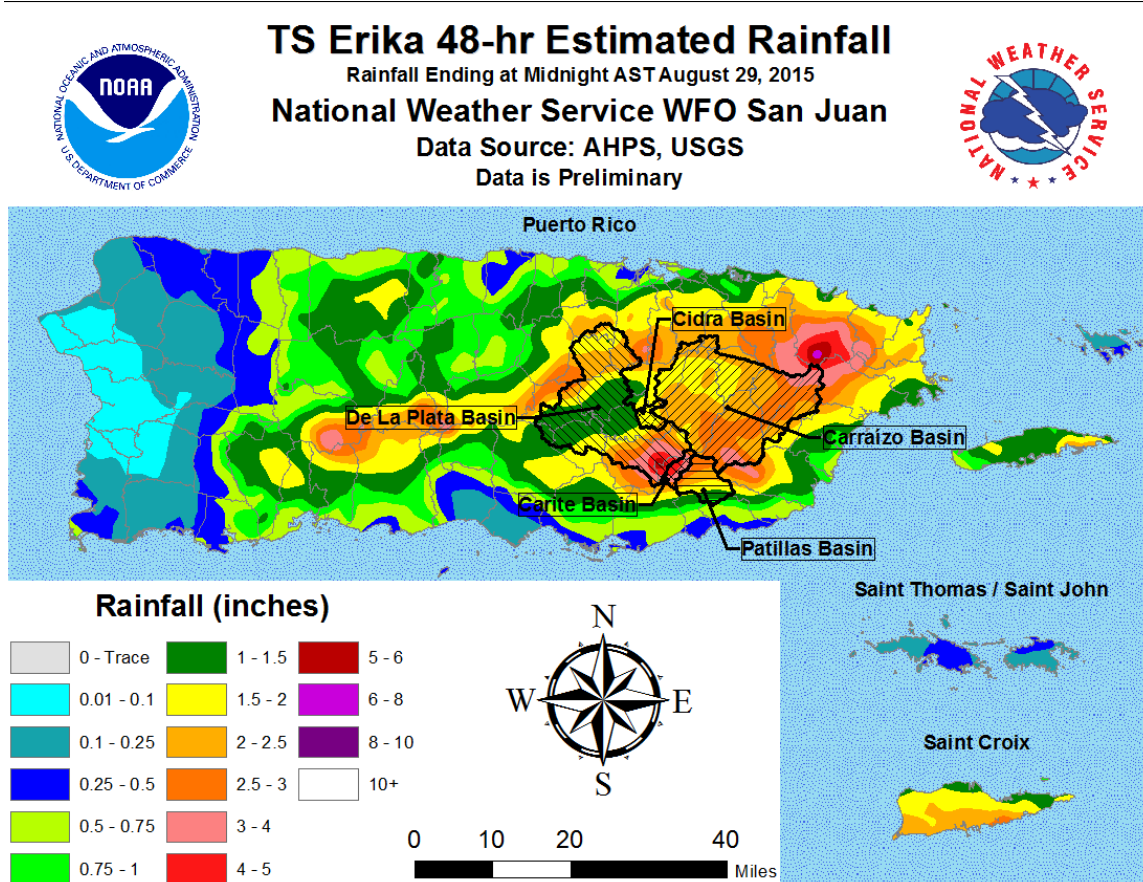 TS Erika 48-hr Estimated Rainfall
Rainfall Ending at Midnight AST August 29, 2015
National Weather Service WFO San Juan
Data Source: AHPS, USGS
Data is Preliminary
NATIONAL OCEANIC AND ATMOSPHERIC ADMINISTRATION
NOAA
U.S. DEPARTMENT OF COMMERCE
NATIONAL WEATHER SERVICE
Puerto Rico
Cidra Basin
De La Plata Basin
Carraízo Basin
Carite Basin
Patillas Basin
Saint Thomas / Saint John
Saint Croix
Rainfall (inches)
0 - Trace
0.01 - 0.1
0.1 - 0.25
0.25 - 0.5
0.5 - 0.75
0.75 - 1
1 - 1.5
1.5 - 2
2 - 2.5
2.5 - 3
3 - 4
4 - 5
5 - 6
6 - 8
8 - 10
10+
N
W E
S
0 10 20 40
Miles